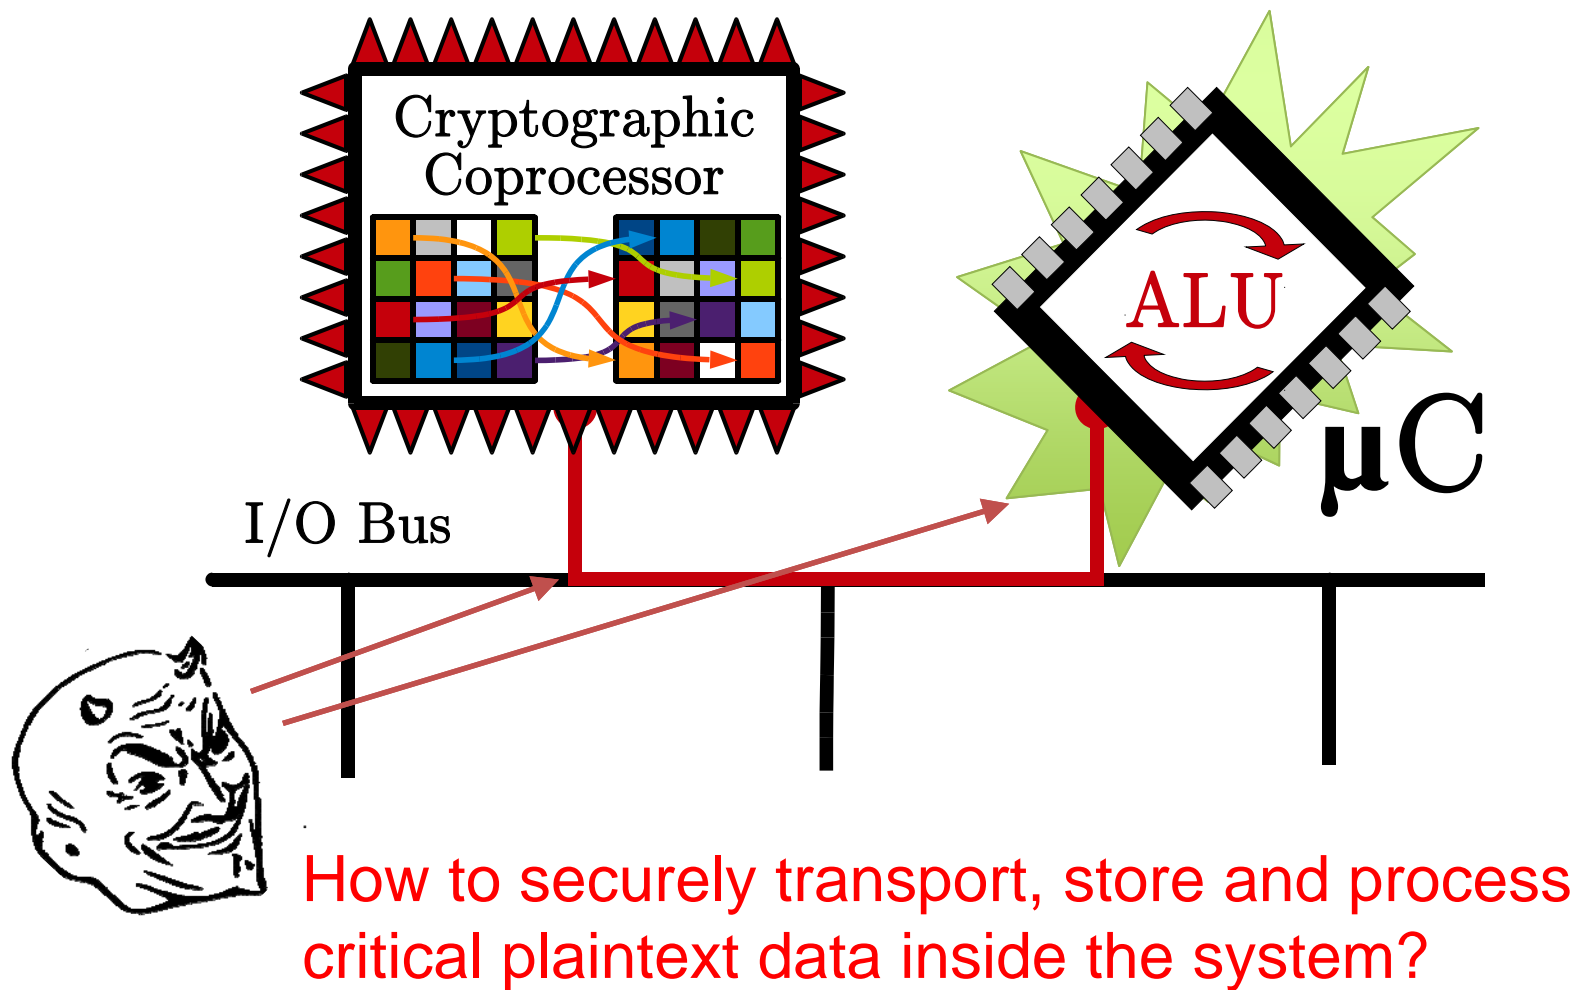 Cryptographic
Coprocessor
ALU
μC
I/O Bus
How to securely transport, store and process
critical plaintext data inside the system?